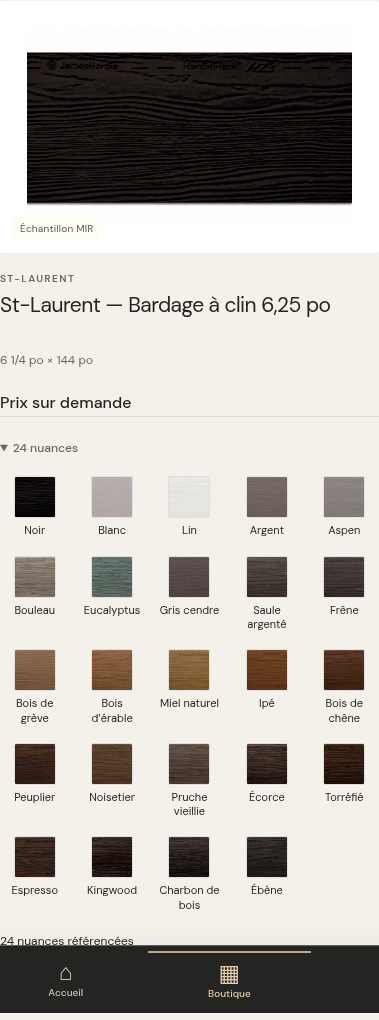 JamesHardie HardiePlank
Échantillon MIR
ST-LAURENT
St-Laurent — Bardage à clin 6,25 po
6 1/4 po × 144 po
Prix sur demande
▼ 24 nuances
Noir Blanc Lin Argent Aspen
Bouleau Eucalyptus Gris cendre Saule argenté Frêne
Bois de grève Bois d’érable Miel naturel Ipé Bois de chêne
Peuplier Noisetier Pruche vieillie Écorce Torréfié
Espresso Kingwood Charbon de bois Ébène
24 nuances référencées
Accueil Boutique